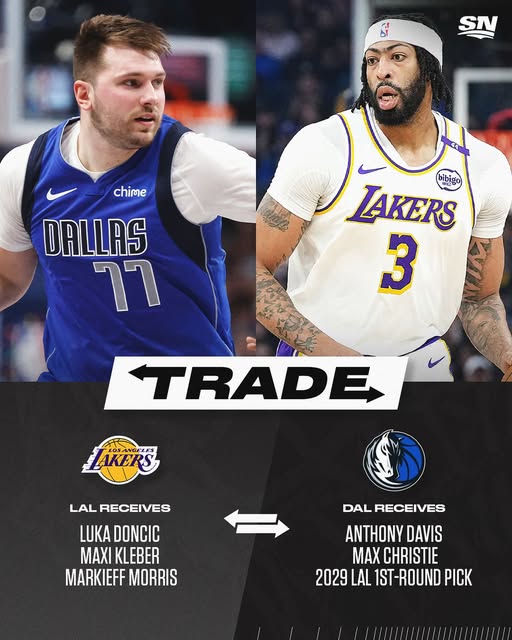 SN
chime
DALLAS
77
bibigo
LAKERS
3
TRADE
LOS ANGELES
LAKERS
LAL RECEIVES
LUKA DONCIC
MAXI KLEBER
MARKIEFF MORRIS
DAL RECEIVES
ANTHONY DAVIS
MAX CHRISTIE
2029 LAL 1ST-ROUND PICK